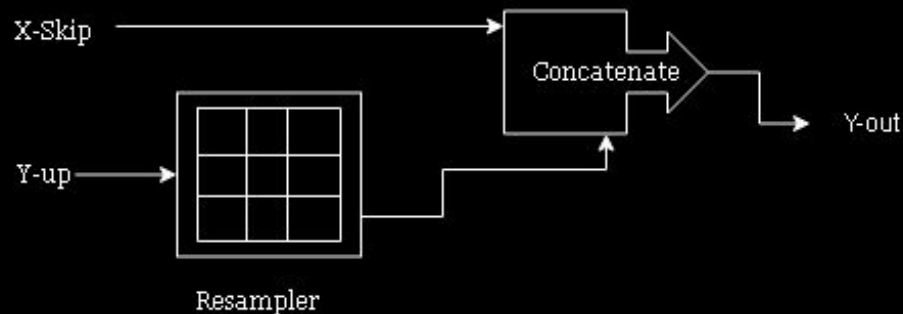 X-Skip
Concatenate
Y-out
Y-up
Resampler